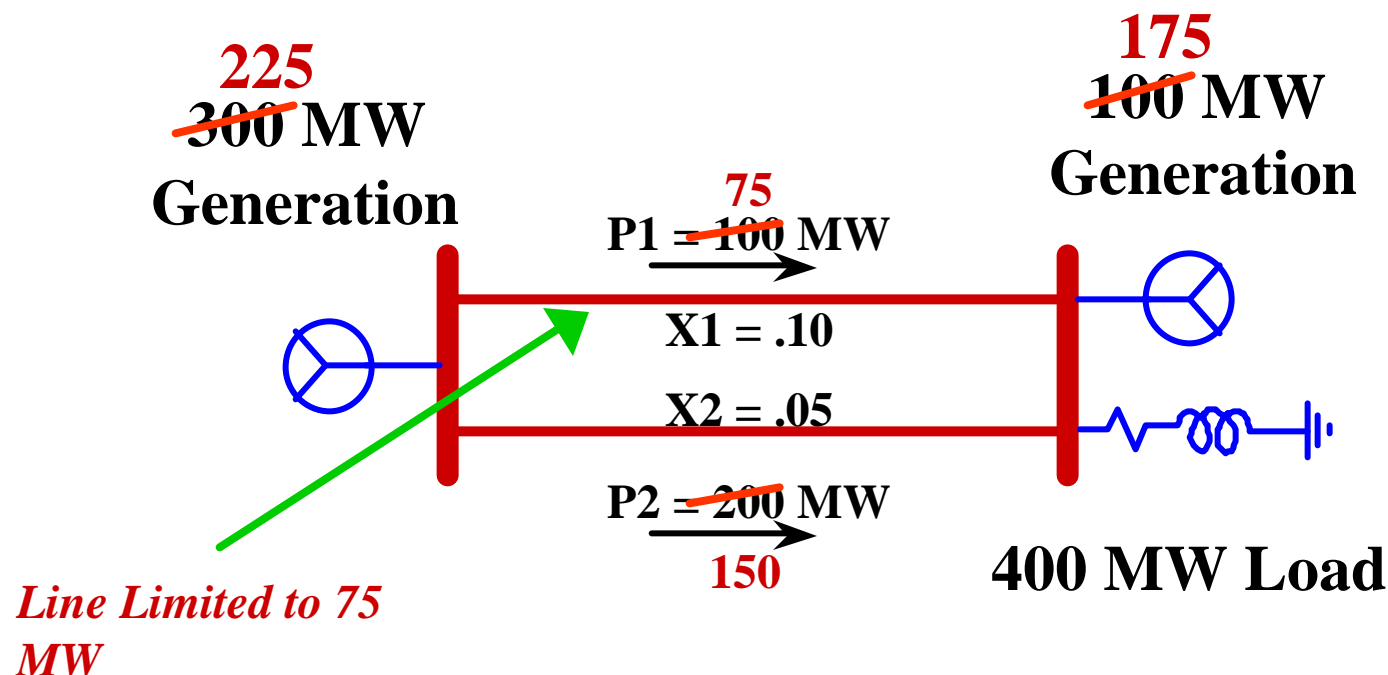 225
300 MW
Generation
175
100 MW
Generation
75
P1 = 100 MW
X1 = .10
X2 = .05
P2 = 200 MW
150
400 MW Load
Line Limited to 75
MW